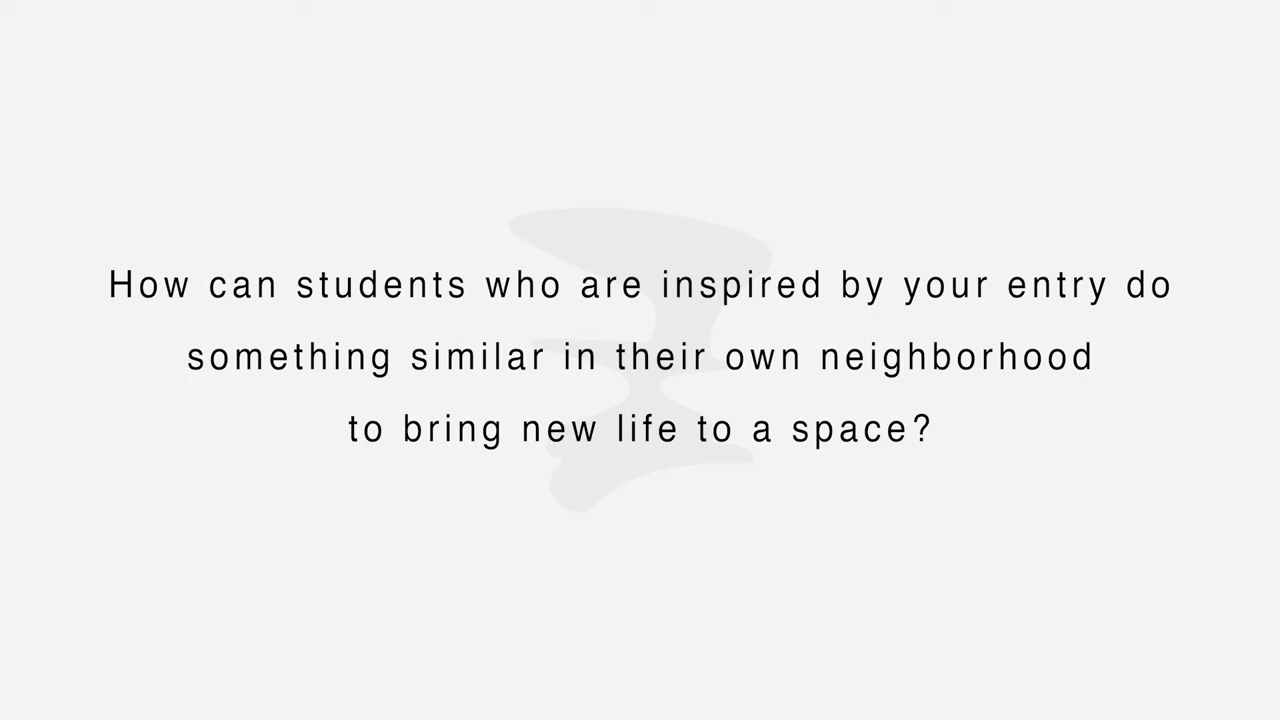 How can students who are inspired by your entry do
something similar in their own neighborhood
to bring new life to a space?